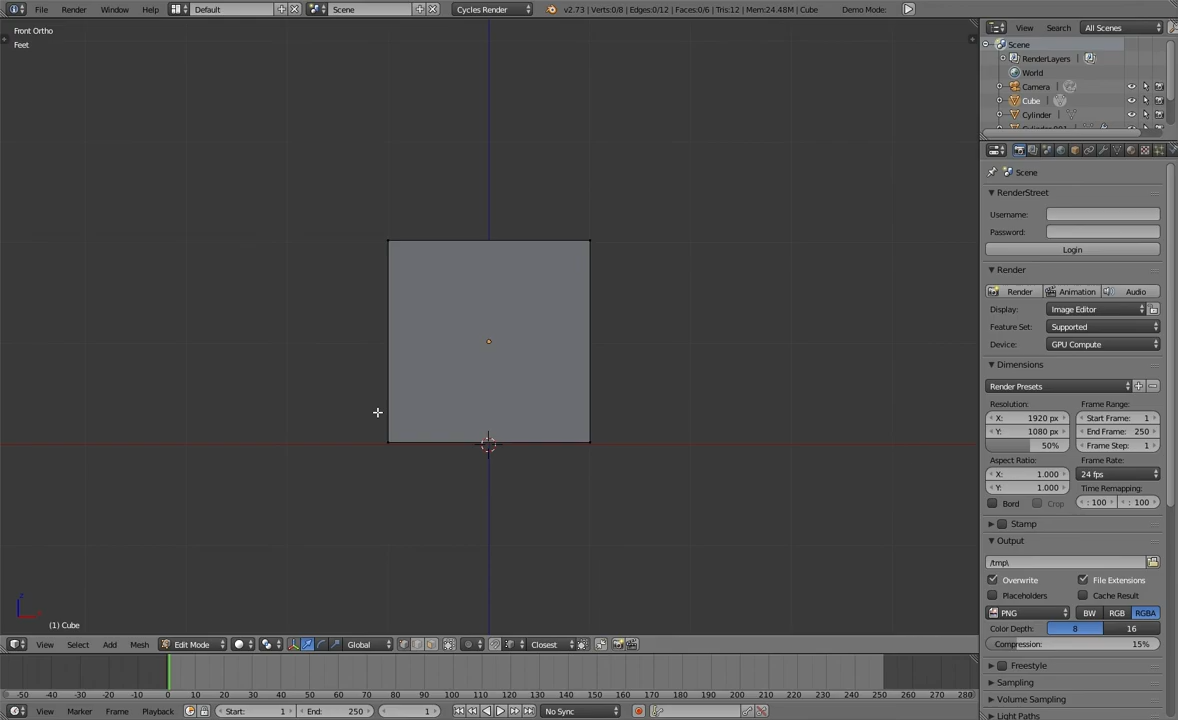 File Render Window Help Default Scene Cycles Render v2.73 | Verts:0/8 | Edges:0/12 | Faces:0/6 | Tris:12 | Mem:24.48M | Cube Demo Mode:
Front Ortho
Feet
View Search All Scenes
Scene
RenderLayers
World
Camera
Cube
Cylinder
Scene
RenderStreet
Username:
Password:
Login
Render
Render Animation Audio
Display: Image Editor
Feature Set: Supported
Device: GPU Compute
Dimensions
Render Presets
Resolution: Frame Range:
X: 1920 px Start Frame: 1
Y: 1080 px End Frame: 250
50% Frame Step: 1
Aspect Ratio: Frame Rate:
X: 1.000 24 fps
Y: 1.000 Time Remapping:
Bord Crop : 100 : 100
Stamp
Output
/tmp\
Overwrite File Extensions
Placeholders Cache Result
PNG BW RGB RGBA
Color Depth: 8 16
Compression: 15%
Freestyle
Sampling
Volume Sampling
Light Paths
(1) Cube
View Select Add Mesh Edit Mode Global Closest
-50 -40 -30 -20 -10 0 10 20 30 40 50 60 70 80 90 100 110 120 130 140 150 160 170 180 190 200 210 220 230 240 250 260 270 280
View Marker Frame Playback Start: 1 End: 250 1 No Sync